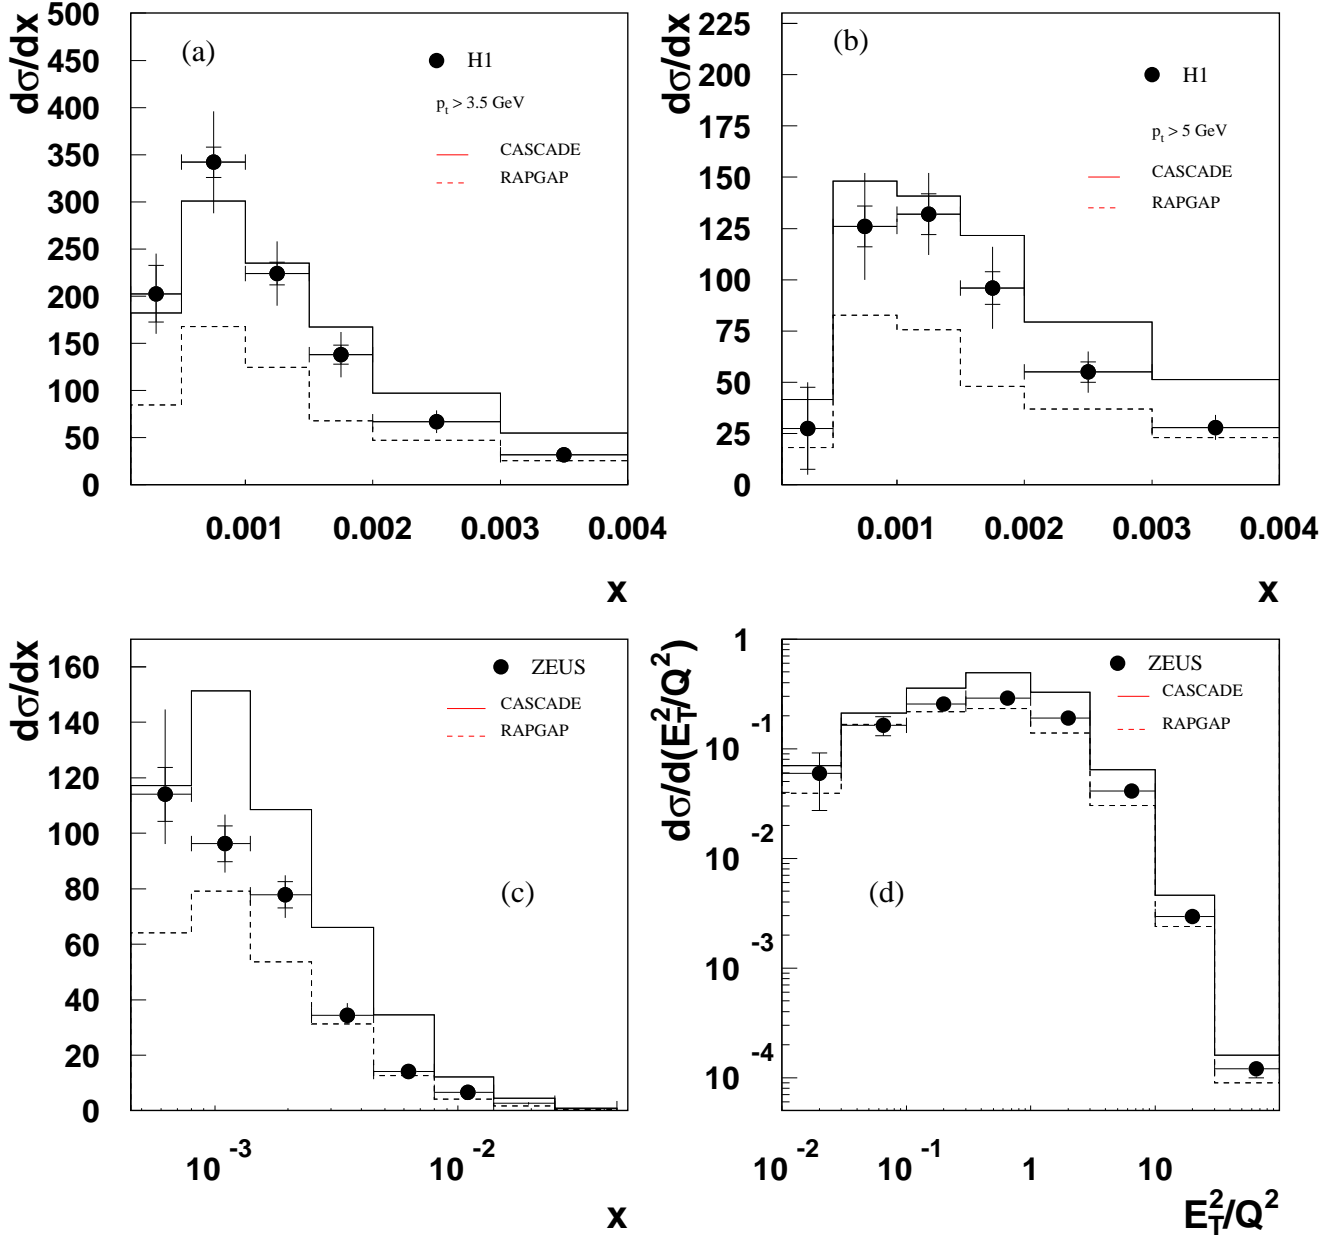 dσ/dx
500
450
400
350
300
250
200
150
100
50
0
(a)
H1
p_t > 3.5 GeV
CASCADE
RAPGAP
0.001
0.002
0.003
0.004
x
dσ/dx
225
200
175
150
125
100
75
50
25
0
(b)
H1
p_t > 5 GeV
CASCADE
RAPGAP
0.001
0.002
0.003
0.004
x
dσ/dx
160
140
120
100
80
60
40
20
0
ZEUS
CASCADE
RAPGAP
(c)
10^-3
10^-2
x
dσ/d(E_T^2/Q^2)
1
10^-1
10^-2
10^-3
10^-4
ZEUS
CASCADE
RAPGAP
(d)
10^-2
10^-1
1
10
E_T^2/Q^2